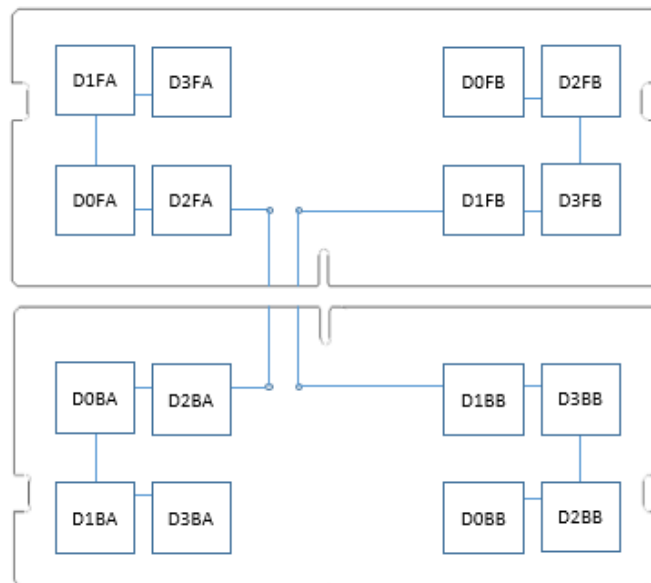 D1FA D3FA D0FB D2FB
D0FA D2FA D1FB D3FB
D0BA D2BA D1BB D3BB
D1BA D3BA D0BB D2BB